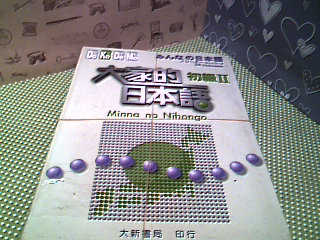 みんなの日本語
大家的 初級II
日本語
Minna no Nihongo
大新書局 印行